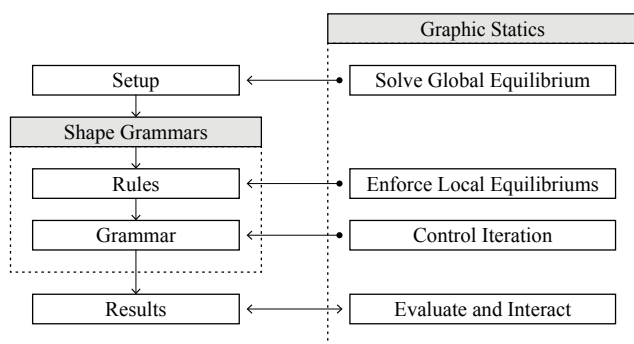 Graphic Statics
Setup
Solve Global Equilibrium
Shape Grammars
Rules
Enforce Local Equilibriums
Grammar
Control Iteration
Results
Evaluate and Interact